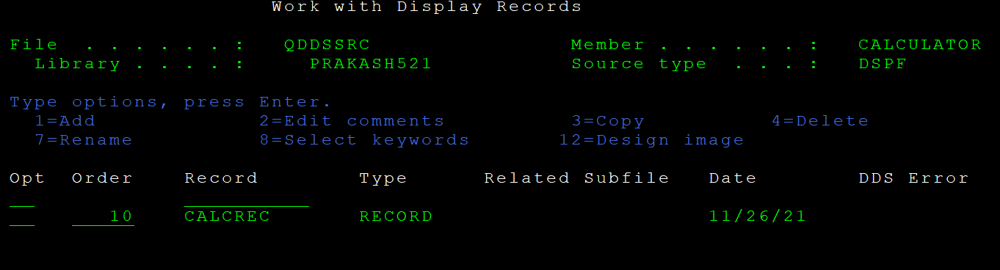 Work with Display Records
File . . . . . . : QDDSSRC Member . . . . . . : CALCULATOR
Library . . . . : PRAKASH521 Source type . . . : DSPF
Type options, press Enter.
1=Add 2=Edit comments 3=Copy 4=Delete
7=Rename 8=Select keywords 12=Design image
Opt Order Record Type Related Subfile Date DDS Error
10 CALCREC RECORD 11/26/21